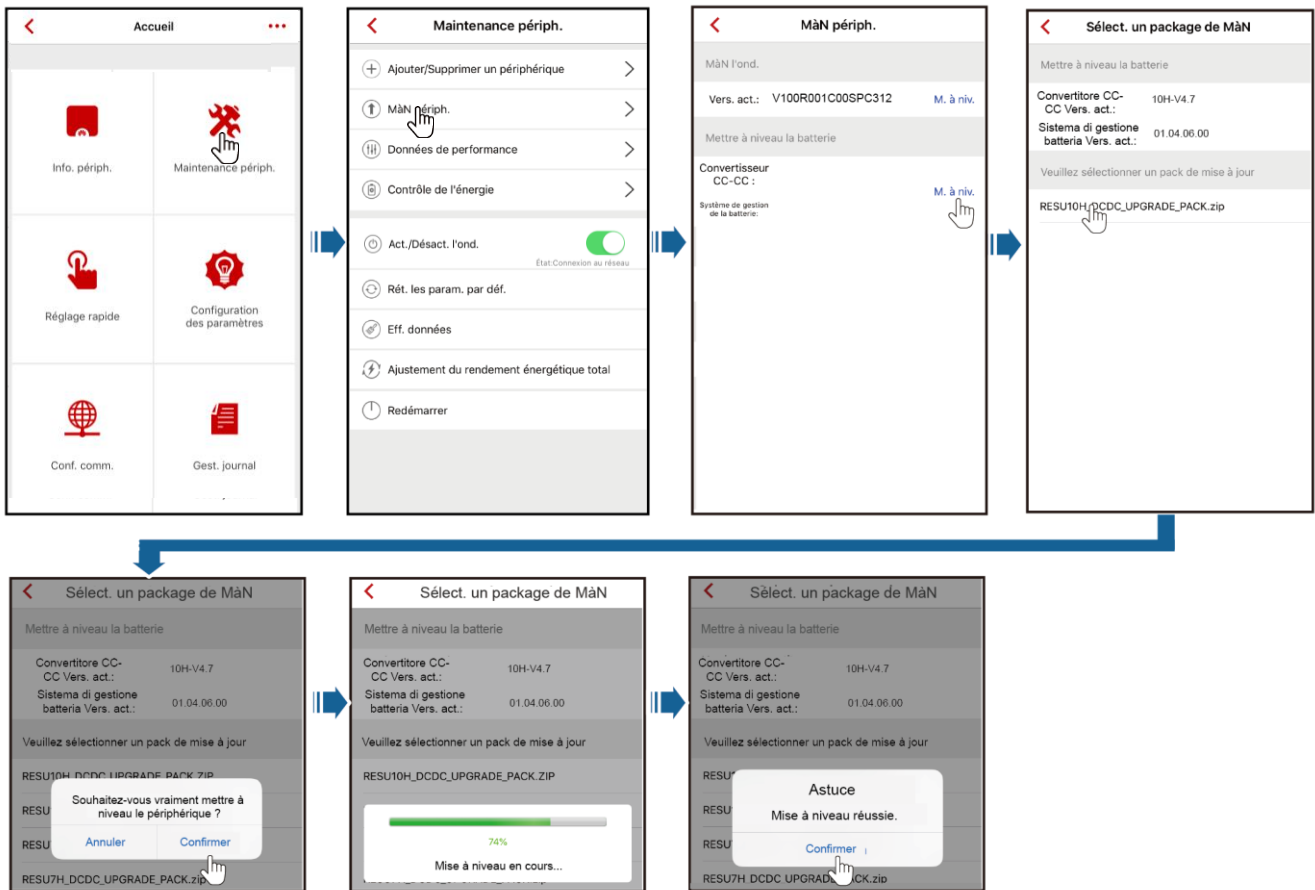 Accueil
Info. périph.
Maintenance périph.
Réglage rapide
Configuration
des paramètres
Conf. comm.
Gest. journal
Maintenance périph.
Ajouter/Supprimer un périphérique
MàN périph.
Données de performance
Contrôle de l'énergie
Act./Désact. l'ond.
État:Connexion au réseau
Rét. les param. par déf.
Eff. données
Ajustement du rendement énergétique total
Redémarrer
MàN périph.
MàN l'ond.
Vers. act.: V100R001C00SPC312 M. à niv.
Mettre à niveau la batterie
Convertisseur
CC-CC :
M. à niv.
Système de gestion
de la batterie:
Sélect. un package de MàN
Mettre à niveau la batterie
Convertitore CC-
CC Vers. act.:
10H-V4.7
Sistema di gestione
batteria Vers. act.:
01.04.06.00
Veuillez sélectionner un pack de mise à jour
RESU10H_DCDC_UPGRADE_PACK.zip
Sélect. un package de MàN
Mettre à niveau la batterie
Convertitore CC-
CC Vers. act.:
10H-V4.7
Sistema di gestione
batteria Vers. act.:
01.04.06.00
Veuillez sélectionner un pack de mise à jour
RESU10H_DCDC_UPGRADE_PACK.ZIP
Souhaitez-vous vraiment mettre à
niveau le périphérique ?
RESU
RESU
Annuler Confirmer
RESU7H_DCDC_UPGRADE_PACK.zip
Sélect. un package de MàN
Mettre à niveau la batterie
Convertitore CC-
CC Vers. act.:
10H-V4.7
Sistema di gestione
batteria Vers. act.:
01.04.06.00
Veuillez sélectionner un pack de mise à jour
RESU10H_DCDC_UPGRADE_PACK.ZIP
74%
Mise à niveau en cours...
Sèlect. un package de MàN
Mettre à niveau la batterie
Convertitore CC-
CC Vers. act.:
10H-V4.7
Sistema di gestione
batteria Vers. act.:
01.04.06.00
Veuillez sélectionner un pack de mise à jour
RESU
Astuce
RESU
Mise à niveau réussie.
RESU
Confirmer
RESU7H_DCDC_UPGRADE_PACK.zip